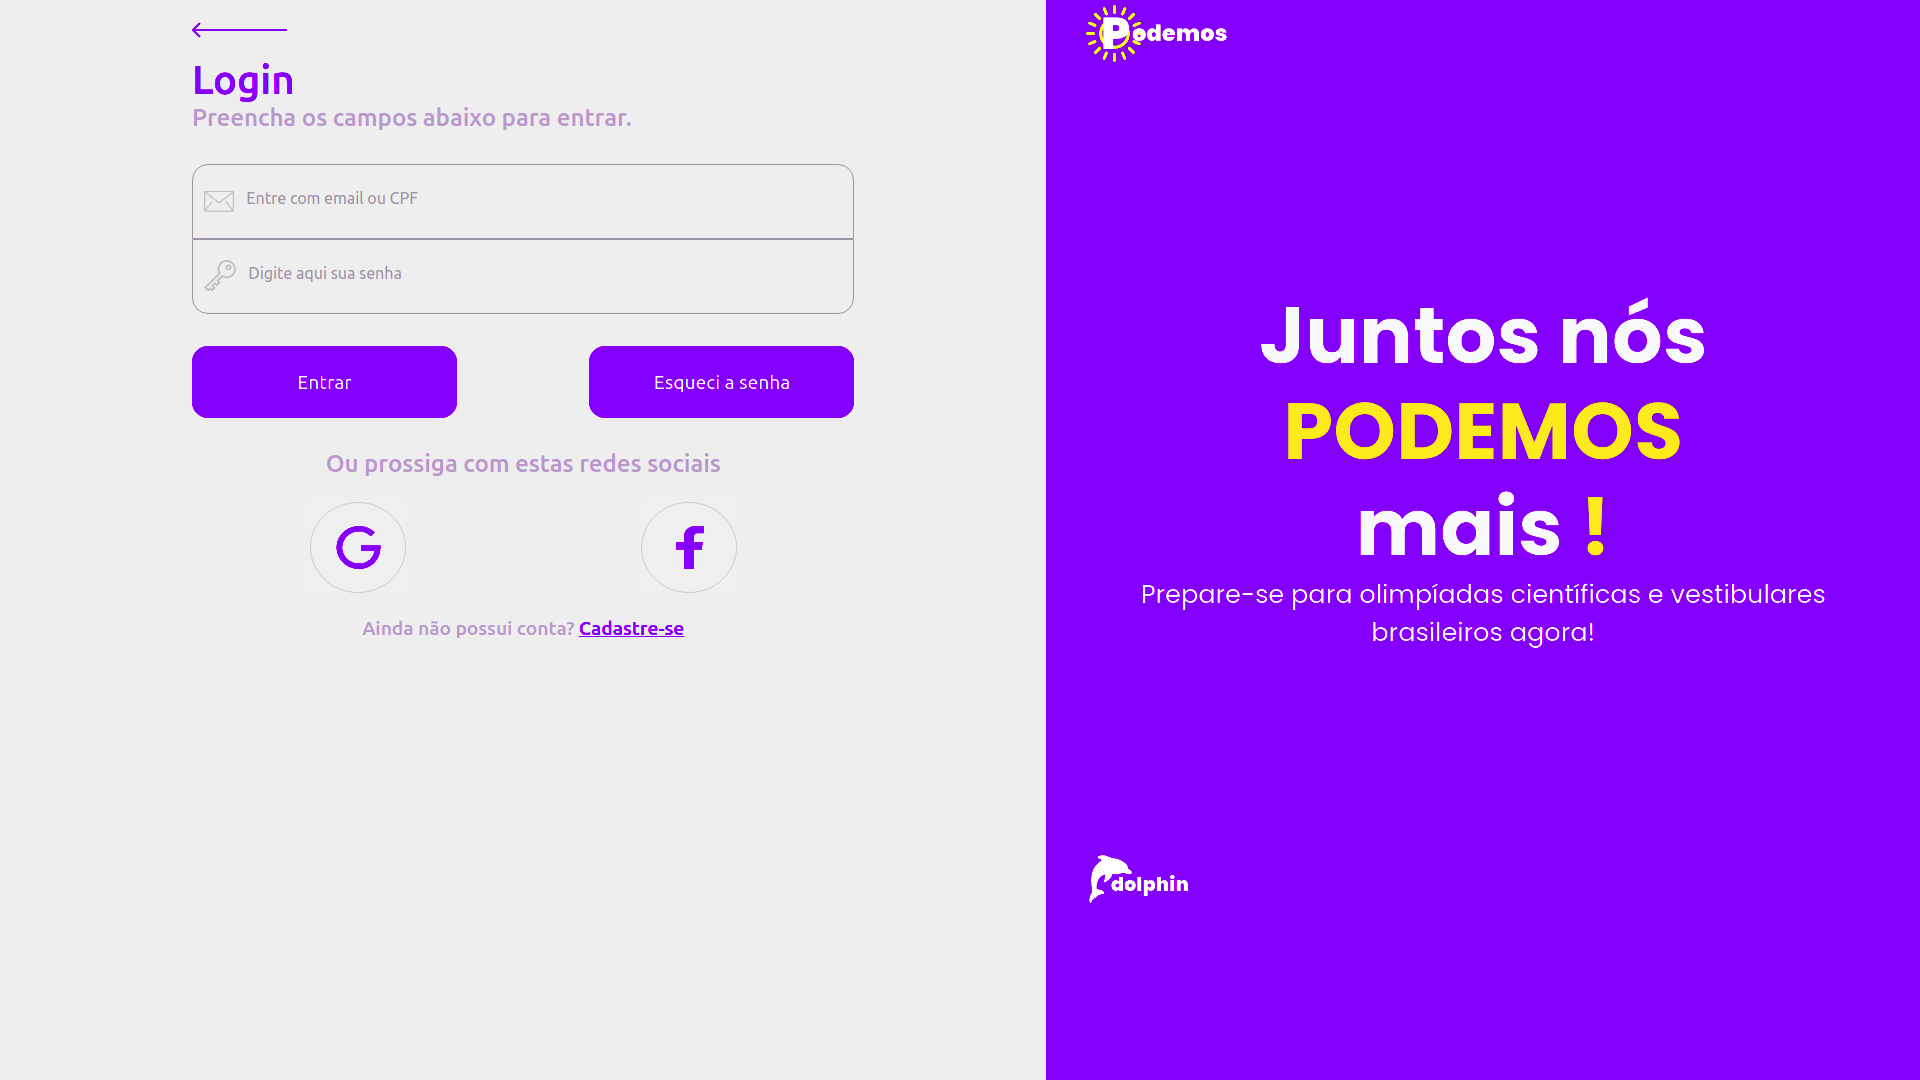 Login
Preencha os campos abaixo para entrar.
Entre com email ou CPF
Digite aqui sua senha
Entrar
Esqueci a senha
Ou prossiga com estas redes sociais
Ainda não possui conta? Cadastre-se
Podemos
Juntos nós
PODEMOS
mais !
Prepare-se para olimpíadas científicas e vestibulares
brasileiros agora!
dolphin